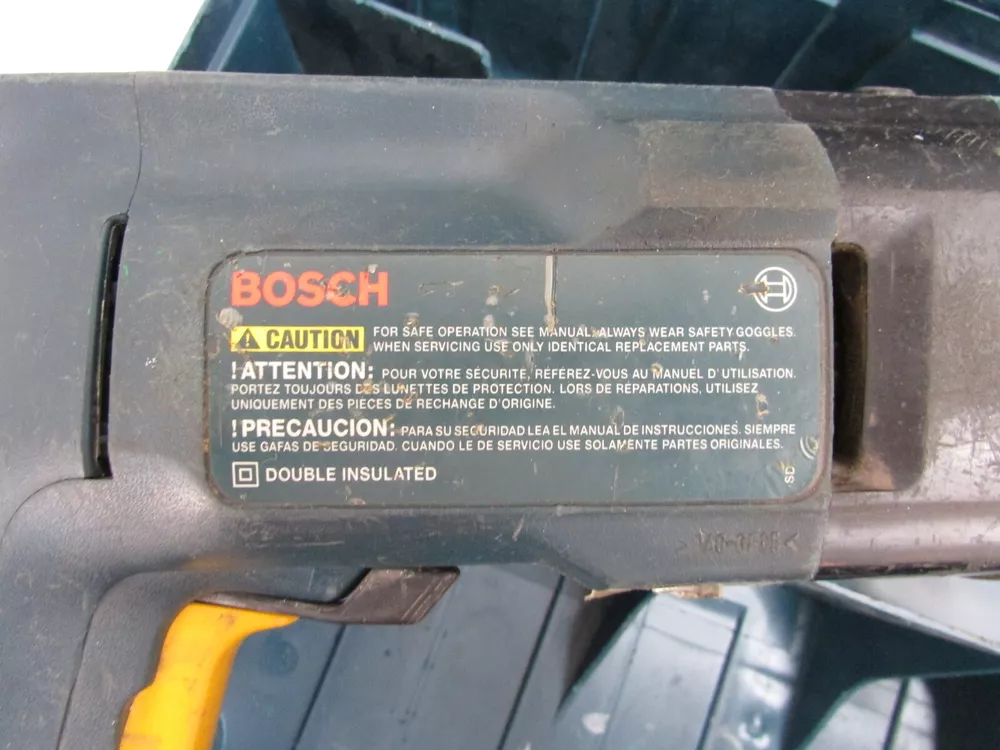 BOSCH
CAUTION
FOR SAFE OPERATION SEE MANUAL. ALWAYS WEAR SAFETY GOGGLES.
WHEN SERVICING USE ONLY IDENTICAL REPLACEMENT PARTS.
!ATTENTION: POUR VOTRE SÉCURITÉ, RÉFÉREZ-VOUS AU MANUEL D'UTILISATION.
PORTEZ TOUJOURS DES LUNETTES DE PROTECTION. LORS DE RÉPARATIONS, UTILISEZ
UNIQUEMENT DES PIÈCES DE RECHANGE D'ORIGINE.
!PRECAUCION: PARA SU SEGURIDAD LEA EL MANUAL DE INSTRUCCIONES. SIEMPRE
USE GAFAS DE SEGURIDAD. CUANDO LE DE SERVICIO USE SOLAMENTE PARTES ORIGINALES.
DOUBLE INSULATED
SD